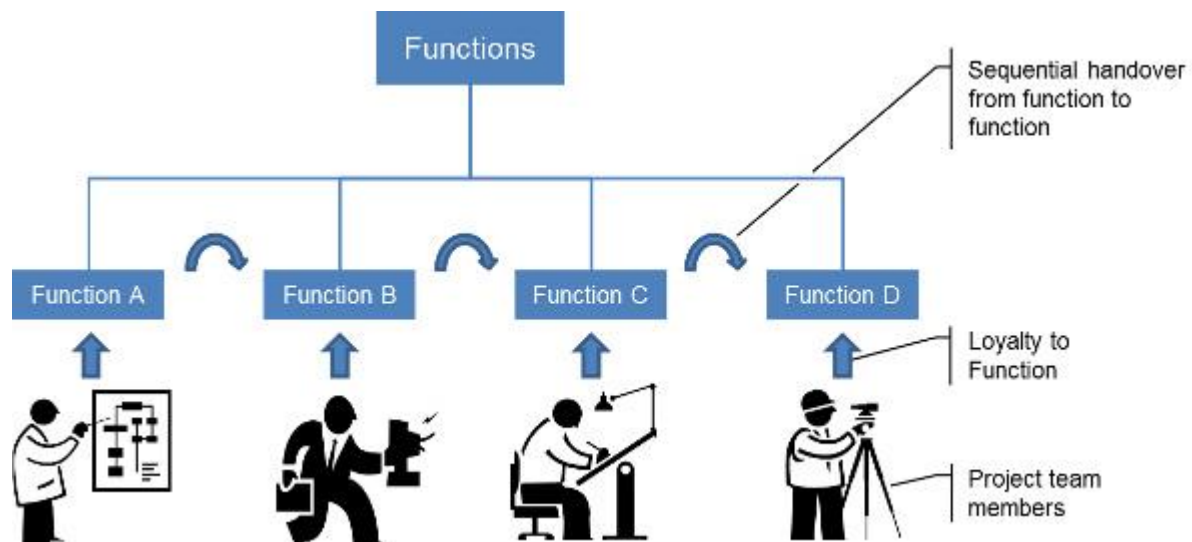 Functions
Sequential handover
from function to
function
Function A
Function B
Function C
Function D
Loyalty to
Function
Project team
members